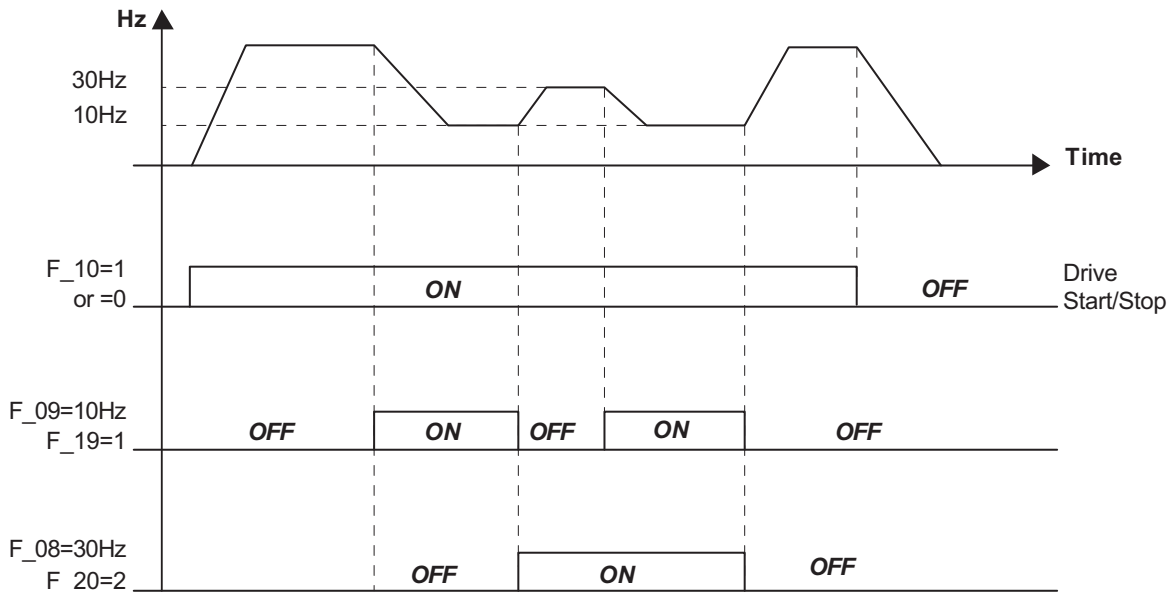 Hz
30Hz
10Hz
Time
F_10=1
or =0
ON
OFF
Drive
Start/Stop
F_09=10Hz
F_19=1
OFF
ON
OFF
ON
OFF
F_08=30Hz
F_20=2
OFF
ON
OFF